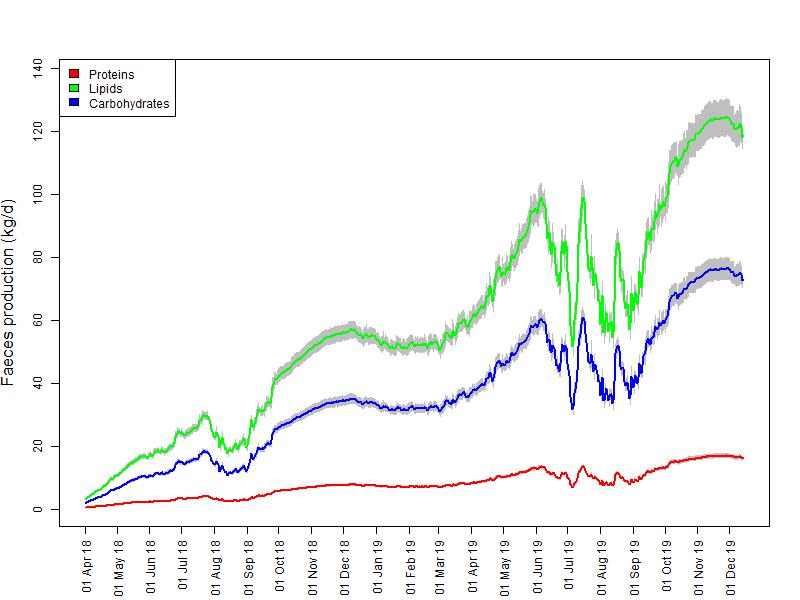 Faeces production (kg/d)
140
120
100
80
60
40
20
0
Proteins
Lipids
Carbohydrates
01 Apr 18
01 May 18
01 Jun 18
01 Jul 18
01 Aug 18
01 Sep 18
01 Oct 18
01 Nov 18
01 Dec 18
01 Jan 19
01 Feb 19
01 Mar 19
01 Apr 19
01 May 19
01 Jun 19
01 Jul 19
01 Aug 19
01 Sep 19
01 Oct 19
01 Nov 19
01 Dec 19